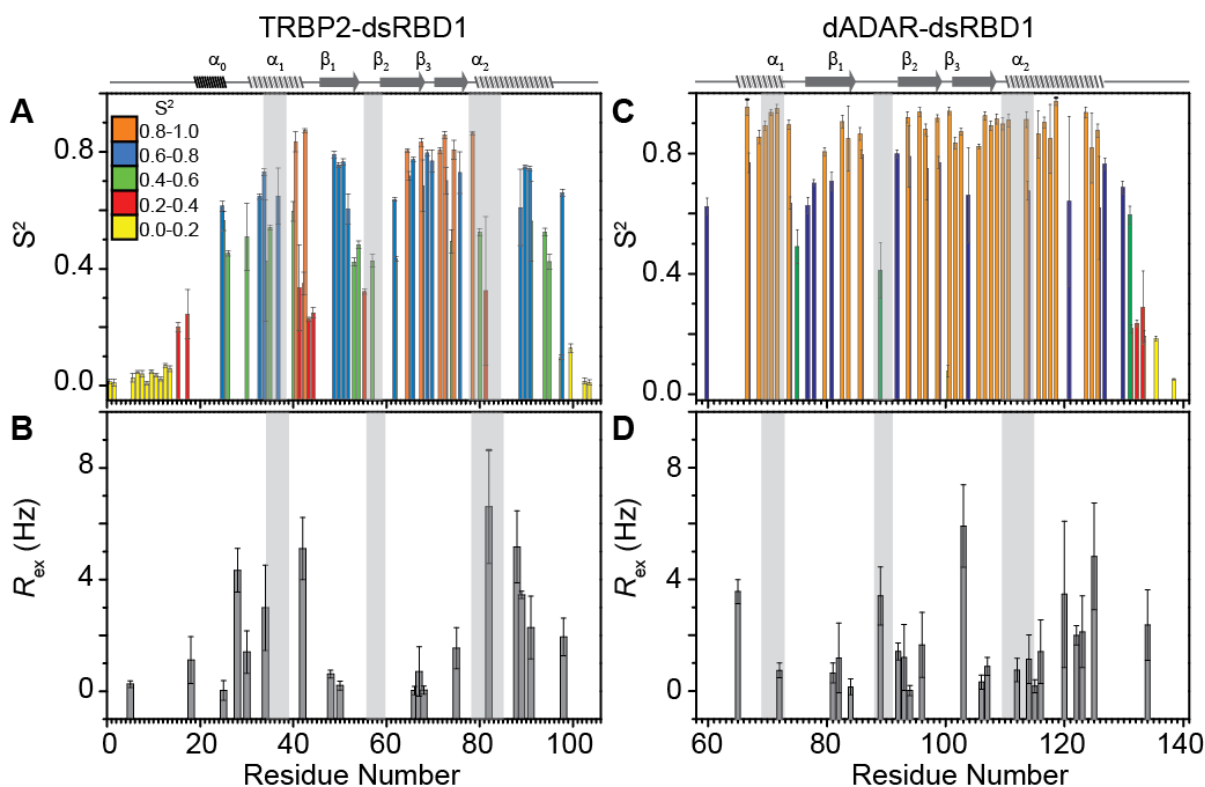 TRBP2-dsRBD1
dADAR-dsRBD1
α0 α1 β1 β2 β3 α2
α1 β1 β2 β3 α2
A
C
S²
0.8-1.0
0.6-0.8
0.4-0.6
0.2-0.4
0.0-0.2
S²
0.8
0.4
0.0
S²
0.8
0.4
0.0
B
D
Rex (Hz)
8
4
0
Rex (Hz)
8
4
0
0 20 40 60 80 100
60 80 100 120 140
Residue Number
Residue Number